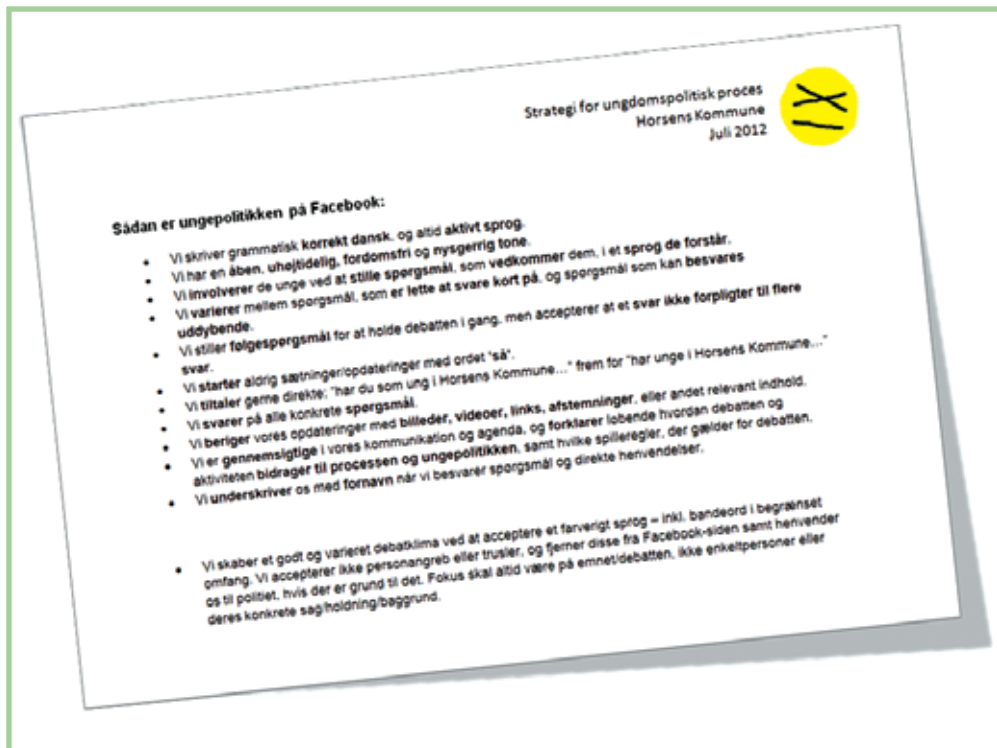 Strategi for ungdomspolitisk proces
Horsens Kommune
Juli 2012
Sådan er ungepolitikken på Facebook:
• Vi skriver grammatisk korrekt dansk, og altid aktivt sprog.
• Vi har en åben, uhøjtidelig, fordomsfri og nysgerrig tone.
• Vi involverer de unge ved at stille spørgsmål, som vedkommer dem, i et sprog de forstår.
• Vi varierer mellem spørgsmål, som er lette at svare kort på, og spørgsmål som kan besvares
uddybende.
• Vi stiller følgespørgsmål for at holde debatten i gang, men accepterer at et svar ikke forpligter til flere
svar.
• Vi starter aldrig sætninger/opdateringer med ordet "så".
• Vi tiltaler gerne direkte; "har du som ung i Horsens Kommune..." frem for "har unge i Horsens Kommune..."
• Vi svarer på alle konkrete spørgsmål.
• Vi beriger vores opdateringer med billeder, videoer, links, afstemninger, eller andet relevant indhold.
• Vi er gennemsigtige i vores kommunikation og agenda, og forklarer løbende hvordan debatten og
aktiviteten bidrager til processen og ungepolitikken, samt hvilke spilleregler, der gælder for debatten.
• Vi underskriver os med fornavn når vi besvarer spørgsmål og direkte henvendelser.
• Vi skaber et godt og varieret debatklima ved at acceptere et farverigt sprog – inkl. bandeord i begrænset
omfang. Vi accepterer ikke personangreb eller trusler, og fjerner disse fra Facebook-siden samt henvender
os til politiet, hvis der er grund til det. Fokus skal altid være på emnet/debatten, ikke enkeltpersoner eller
deres konkrete sag/holdning/baggrund.